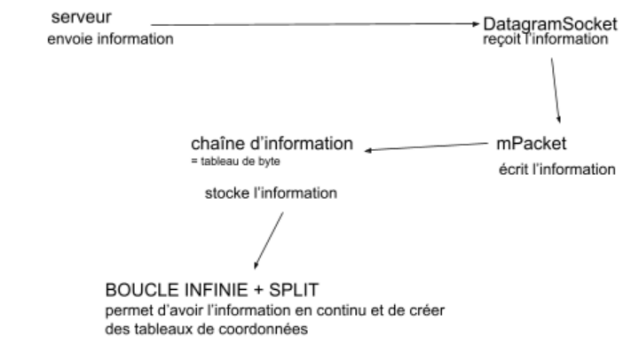 serveur
envoie information
DatagramSocket
reçoit l'information
mPacket
écrit l'information
chaîne d'information
= tableau de byte
stocke l'information
BOUCLE INFINIE + SPLIT
permet d'avoir l'information en continu et de créer
des tableaux de coordonnées